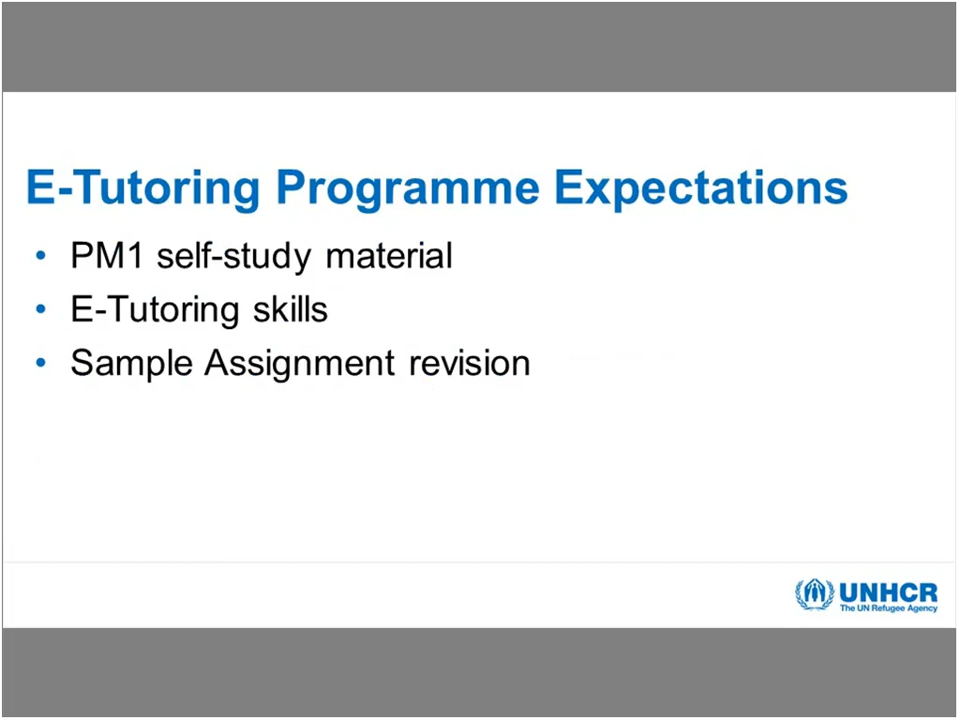 E-Tutoring Programme Expectations
• PM1 self-study material
• E-Tutoring skills
• Sample Assignment revision
UNHCR
The UN Refugee Agency